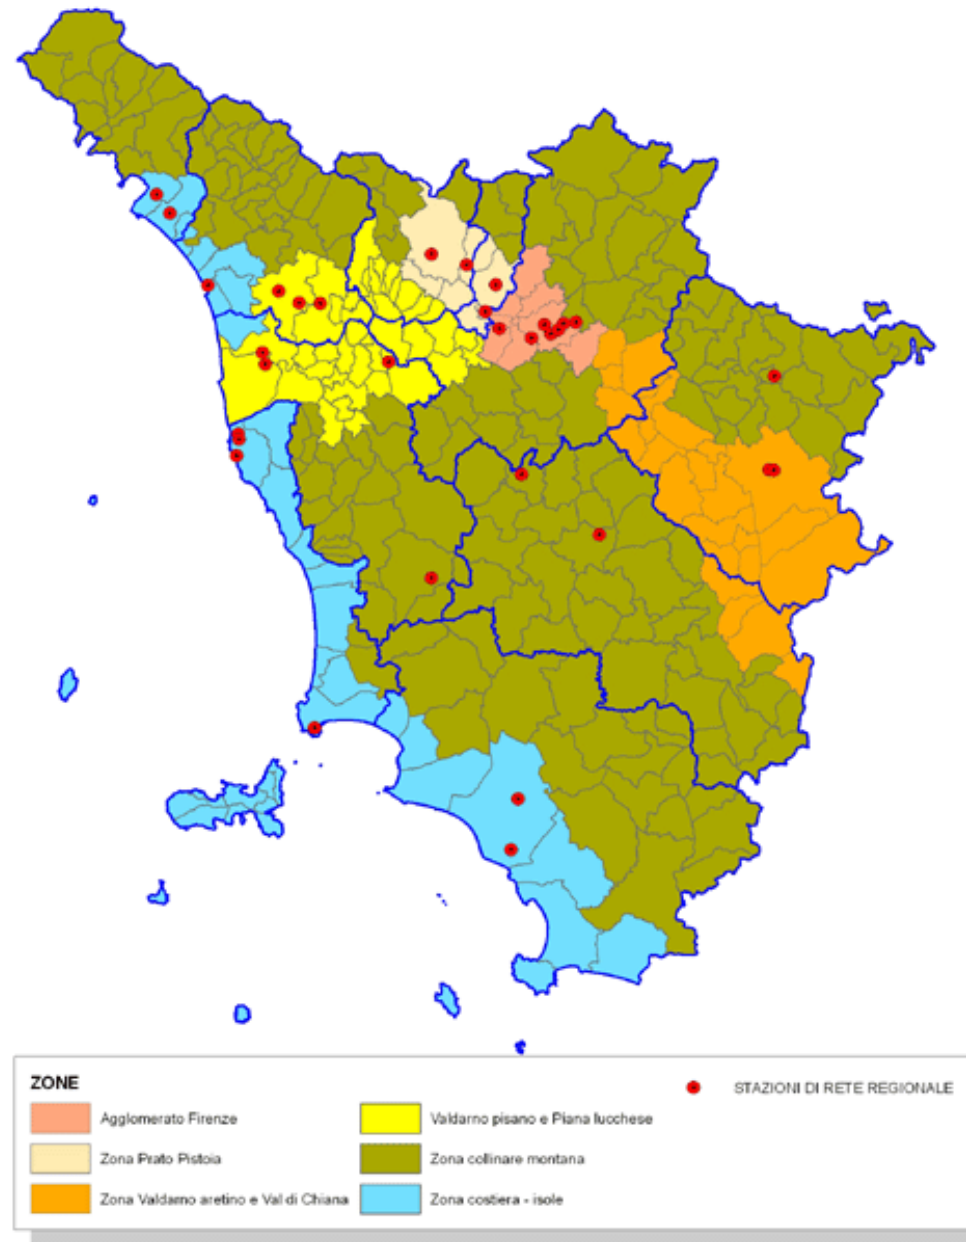 ZONE
STAZIONI DI RETE REGIONALE
Agglomerato Firenze
Valdarno pisano e Piana lucchese
Zona Prato Pistoia
Zona collinare montana
Zona Valdarno aretino e Val di Chiana
Zona costiera - isole